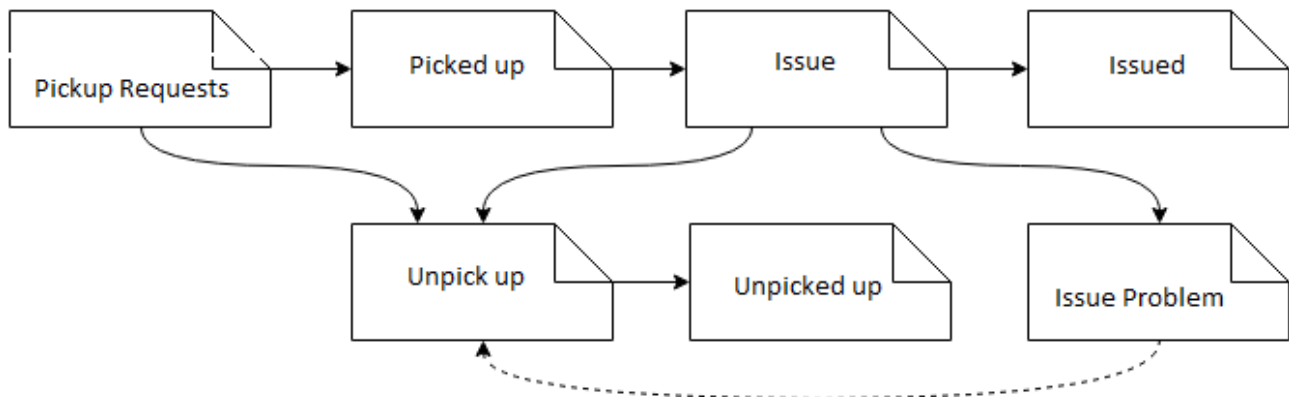 Pickup Requests
Picked up
Issue
Issued
Unpick up
Unpicked up
Issue Problem